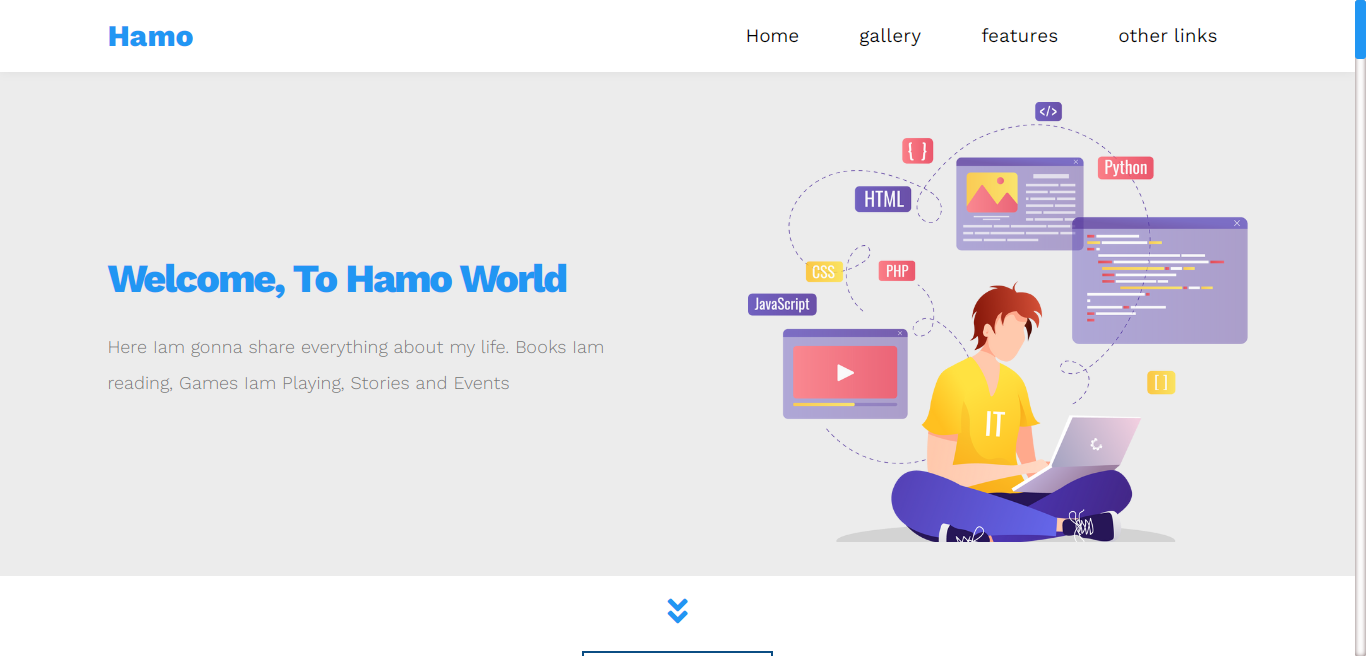 Hamo
Home gallery features other links
</>
{ }
Python
HTML
CSS PHP
JavaScript
Welcome, To Hamo World
Here Iam gonna share everything about my life. Books Iam
reading, Games Iam Playing, Stories and Events
[ ]
IT